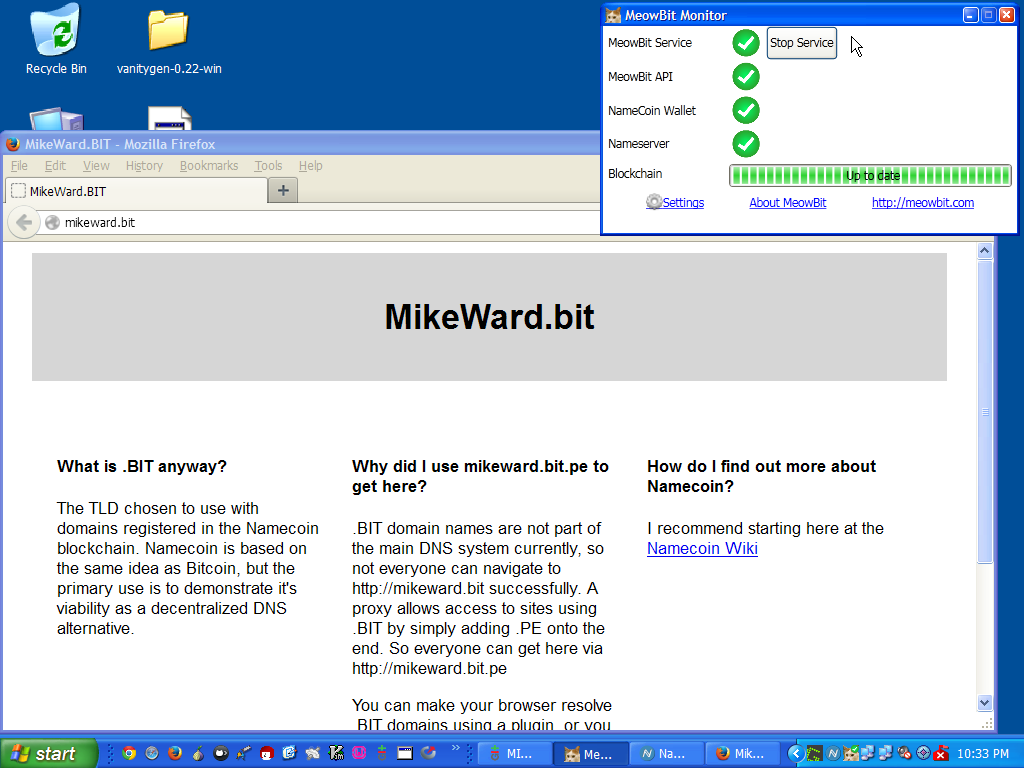 Recycle Bin
vanitygen-0.22-win
MeowBit Monitor
MeowBit Service
Stop Service
MeowBit API
NameCoin Wallet
Nameserver
Blockchain
Up to date
Settings
About MeowBit
http://meowbit.com
MikeWard.BIT - Mozilla Firefox
File Edit View History Bookmarks Tools Help
MikeWard.BIT
mikeward.bit
MikeWard.bit
What is .BIT anyway?
The TLD chosen to use with
domains registered in the Namecoin
blockchain. Namecoin is based on
the same idea as Bitcoin, but the
primary use is to demonstrate it's
viability as a decentralized DNS
alternative.
Why did I use mikeward.bit.pe to
get here?
.BIT domain names are not part of
the main DNS system currently, so
not everyone can navigate to
http://mikeward.bit successfully. A
proxy allows access to sites using
.BIT by simply adding .PE onto the
end. So everyone can get here via
http://mikeward.bit.pe
You can make your browser resolve
.BIT domains using a plugin, or you
How do I find out more about
Namecoin?
I recommend starting here at the
Namecoin Wiki
start
MI...
Me...
Na...
Mik...
10:33 PM